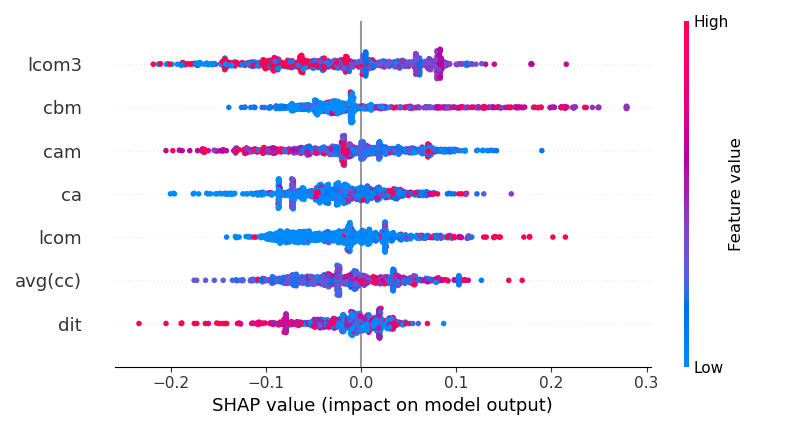 High
lcom3
cbm
cam
ca
lcom
avg(cc)
dit
Feature value
Low
−0.2
−0.1
0.0
0.1
0.2
0.3
SHAP value (impact on model output)